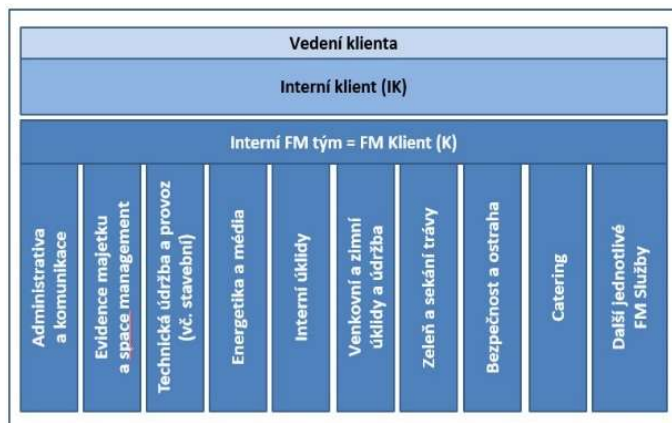 Vedení klienta
Interní klient (IK)
Interní FM tým = FM Klient (K)
Administrativa
a komunikace
Evidence majetku
a space management
Technická údržba a provoz
(vč. stavební)
Energetika a média
Interní úklidy
Venkovní a zimní
úklidy a údržba
Zeleň a sekání trávy
Bezpečnost a ostraha
Catering
Další jednotlivé
FM Služby